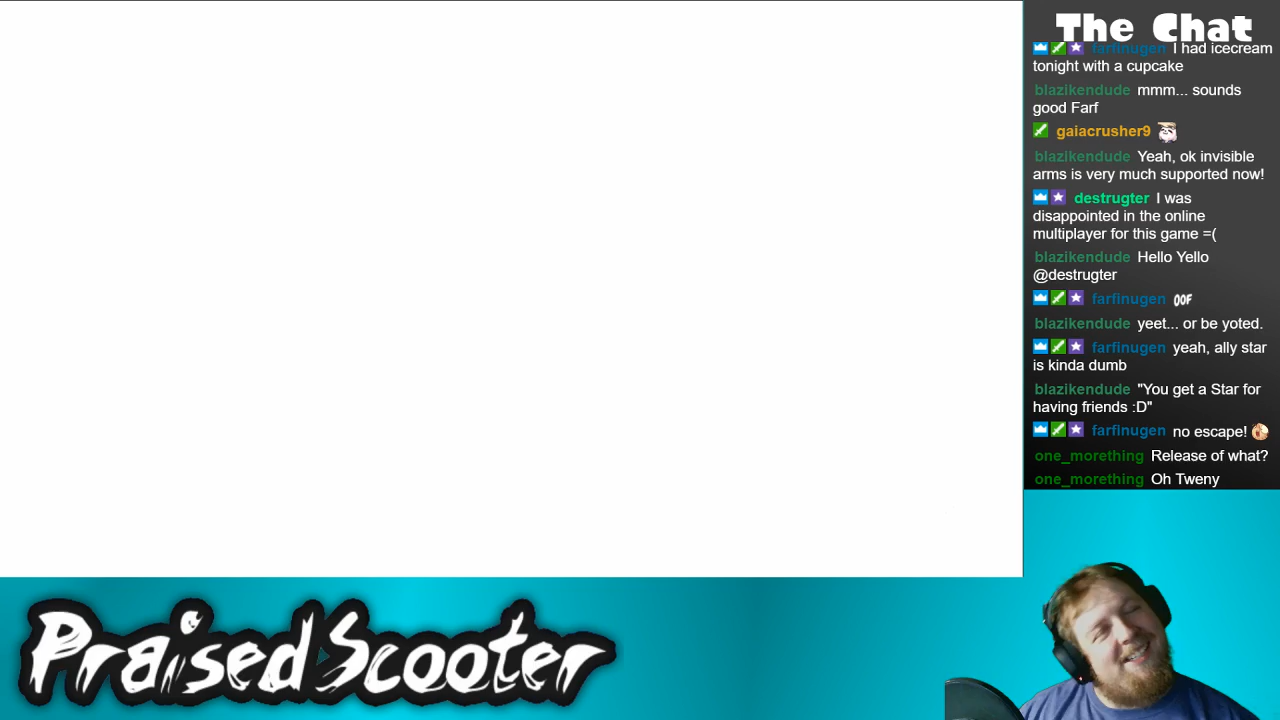 The Chat
farfinugen I had icecream
tonight with a cupcake
blazikendude mmm... sounds
good Farf
gaiacrusher9
blazikendude Yeah, ok invisible
arms is very much supported now!
destrugter I was
disappointed in the online
multiplayer for this game =(
blazikendude Hello Yello
@destrugter
farfinugen OOF
blazikendude yeet... or be yoted.
farfinugen yeah, ally star
is kinda dumb
blazikendude "You get a Star for
having friends :D"
farfinugen no escape!
one_morething Release of what?
one_morething Oh Tweny
PraisedScooter